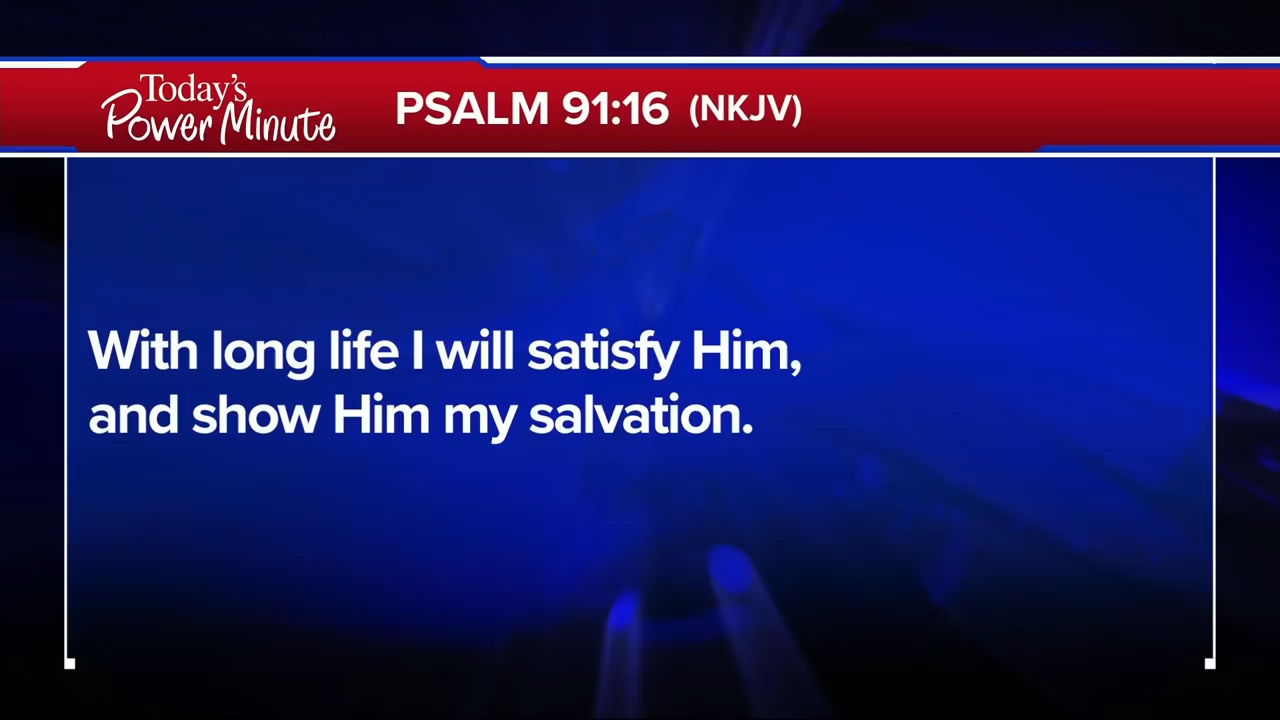 Today's
Power Minute
PSALM 91:16 (NKJV)
With long life I will satisfy Him,
and show Him my salvation.